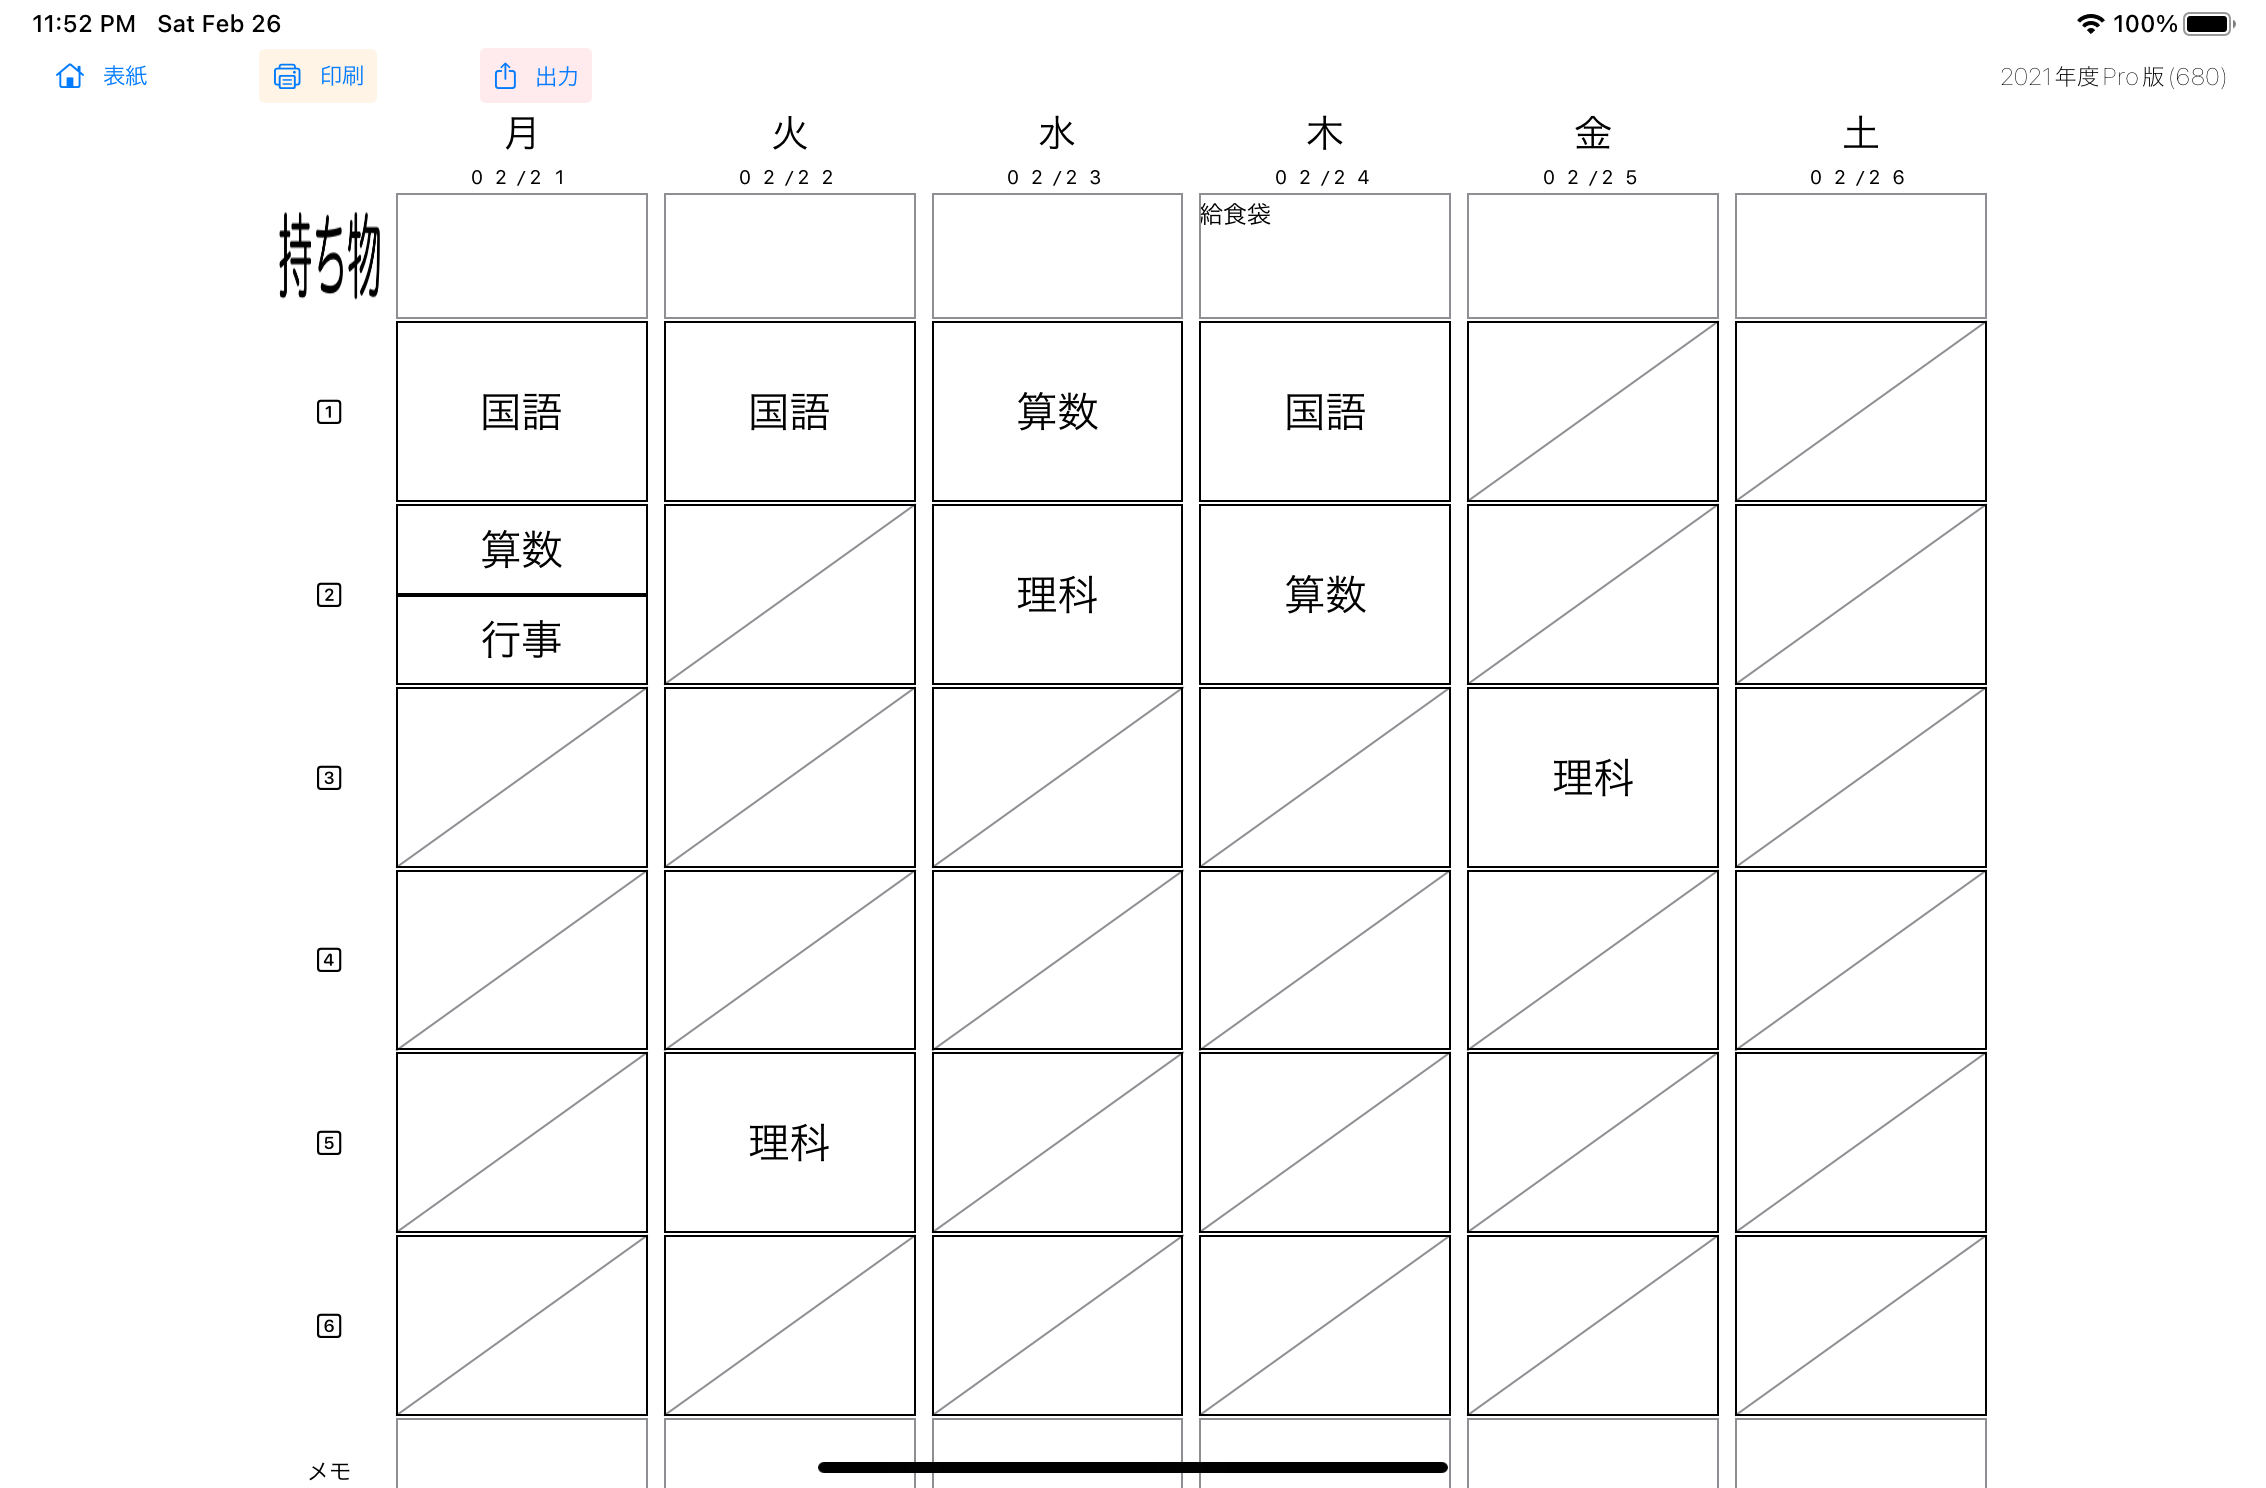 11:52 PM Sat Feb 26 100%
表紙 印刷 出力 2021年度Pro版(680)
月 火 水 木 金 土
02/21 02/22 02/23 02/24 02/25 02/26
持ち物 給食袋
1 国語 国語 算数 国語
算数
2 理科 算数
行事
3 理科
4
5 理科
6
メモ